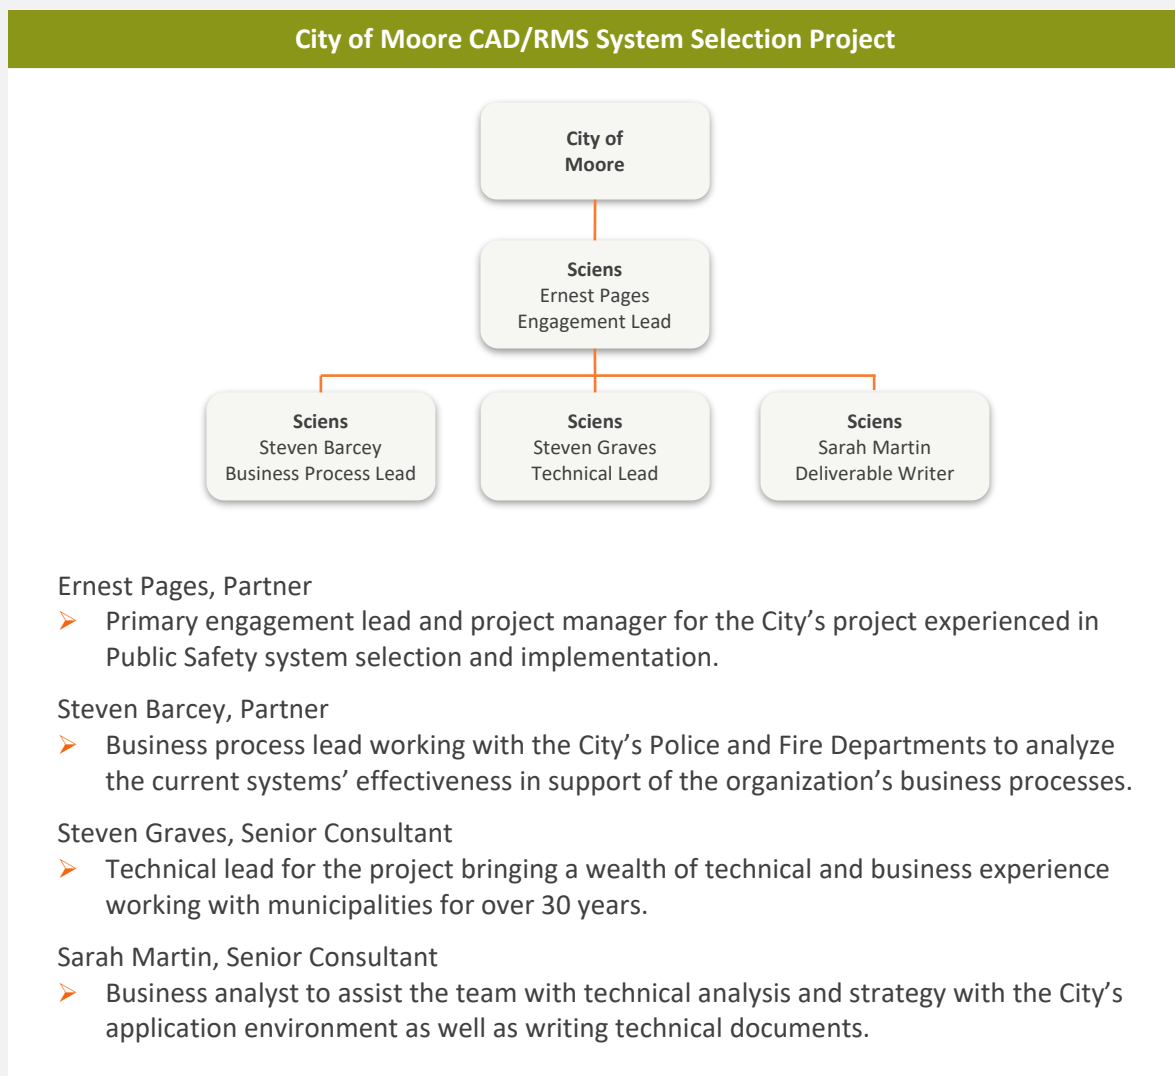 City of Moore CAD/RMS System Selection Project
City of
Moore
Sciens
Ernest Pages
Engagement Lead
Sciens
Steven Barcey
Business Process Lead
Sciens
Steven Graves
Technical Lead
Sciens
Sarah Martin
Deliverable Writer
Ernest Pages, Partner
➢ Primary engagement lead and project manager for the City’s project experienced in
Public Safety system selection and implementation.
Steven Barcey, Partner
➢ Business process lead working with the City’s Police and Fire Departments to analyze
the current systems’ effectiveness in support of the organization’s business processes.
Steven Graves, Senior Consultant
➢ Technical lead for the project bringing a wealth of technical and business experience
working with municipalities for over 30 years.
Sarah Martin, Senior Consultant
➢ Business analyst to assist the team with technical analysis and strategy with the City’s
application environment as well as writing technical documents.